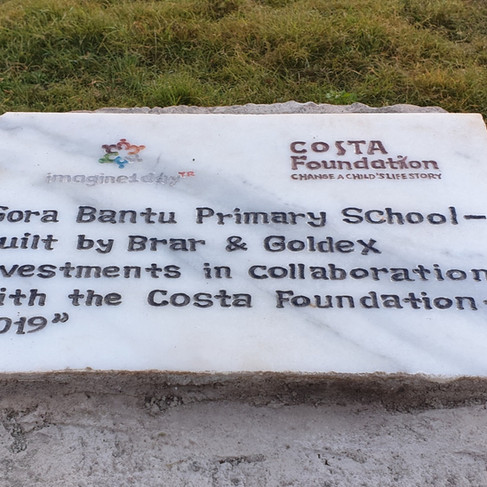 imagine1day
COSTA
Foundation
CHANGE A CHILD'S LIFE STORY
Gora Bantu Primary School—
uilt by Brar & Goldex
vestments in collaboration
ith the Costa Foundation-
019"